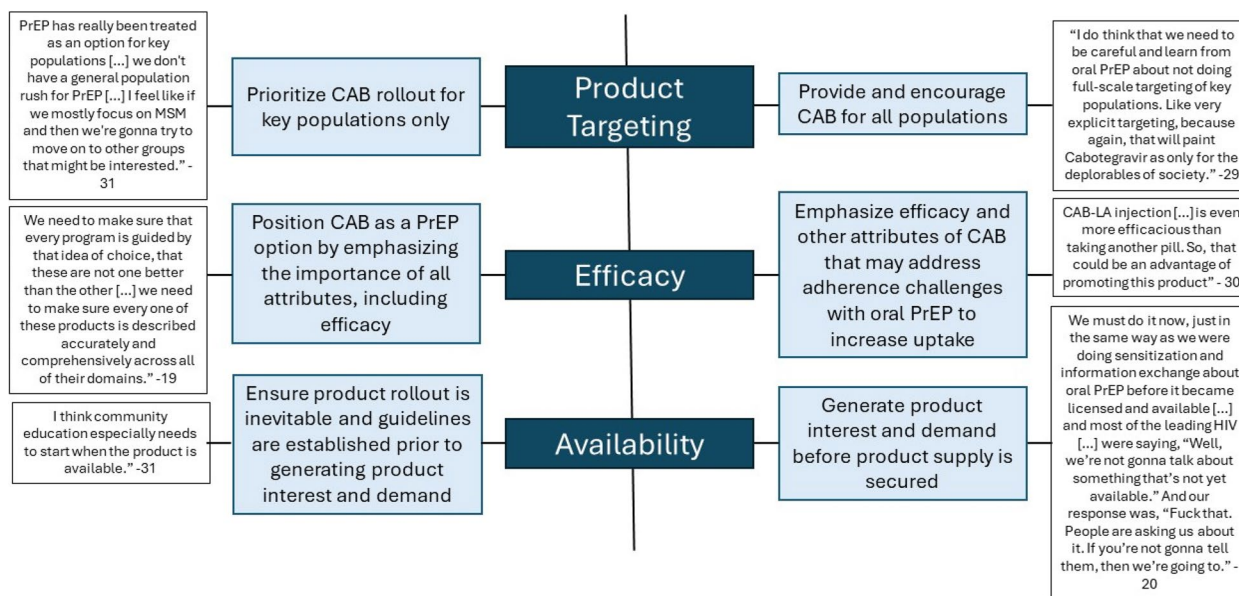 PrEP has really been treated
as an option for key
populations [...] we don't
have a general population
rush for PrEP [...] I feel like if
we mostly focus on MSM
and then we're gonna try to
move on to other groups
that might be interested.” -
31
Prioritize CAB rollout for
key populations only
Product
Targeting
Provide and encourage
CAB for all populations
“I do think that we need to
be careful and learn from
oral PrEP about not doing
full-scale targeting of key
populations. Like very
explicit targeting, because
again, that will paint
Cabotegravir as only for the
deplorables of society.” -29
We need to make sure that
every program is guided by
that idea of choice, that
these are not one better
than the other [...] we need
to make sure every one of
these products is described
accurately and
comprehensively across all
of their domains.” -19
Position CAB as a PrEP
option by emphasizing
the importance of all
attributes, including
efficacy
Efficacy
Emphasize efficacy and
other attributes of CAB
that may address
adherence challenges
with oral PrEP to
increase uptake
CAB-LA injection [...] is even
more efficacious than
taking another pill. So, that
could be an advantage of
promoting this product” - 30
I think community
education especially needs
to start when the product is
available.” -31
Ensure product rollout is
inevitable and guidelines
are established prior to
generating product
interest and demand
Availability
Generate product
interest and demand
before product supply is
secured
We must do it now, just in
the same way as we were
doing sensitization and
information exchange about
oral PrEP before it became
licensed and available [...]
and most of the leading HIV
[...] were saying, “Well,
we’re not gonna talk about
something that’s not yet
available.” And our
response was, “Fuck that.
People are asking us about
it. If you’re not gonna tell
them, then we’re going to.” -
20